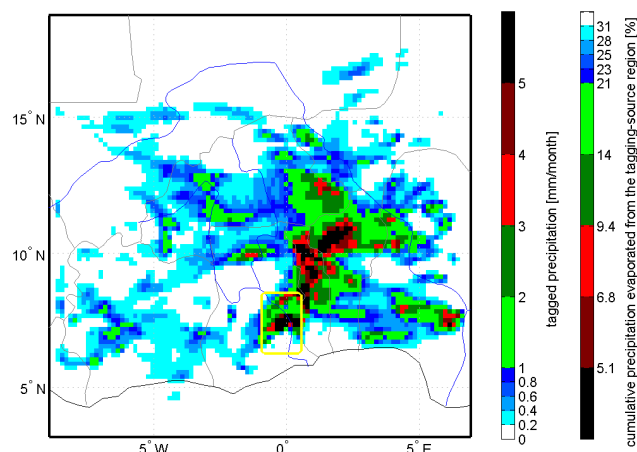 15° N
10° N
5° N
5° W
0°
5° E
5
4
3
2
1
0.8
0.6
0.4
0.2
0
tagged precipitation [mm/month]
31
28
25
23
21
14
9.4
6.8
5.1
cumulative precipitation evaporated from the tagging-source region [%]